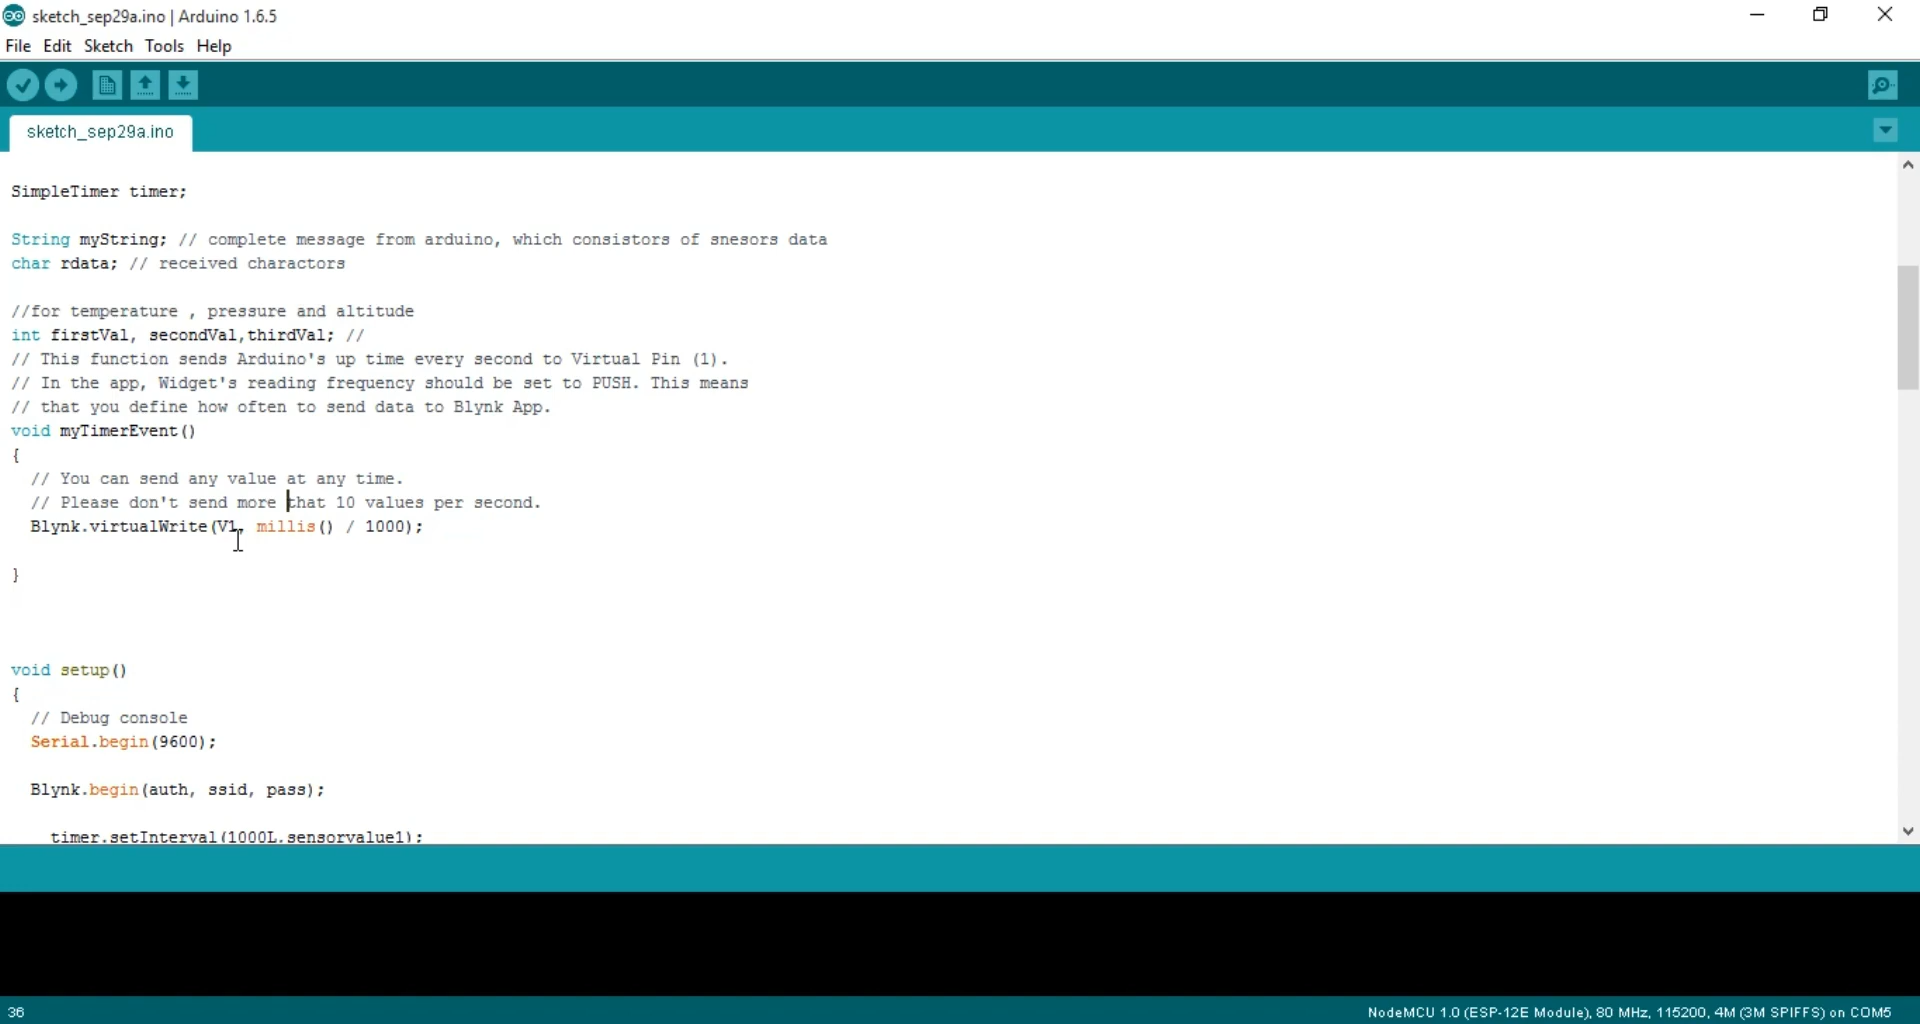 sketch_sep29a.ino | Arduino 1.6.5
File Edit Sketch Tools Help
sketch_sep29a.ino
SimpleTimer timer;
String myString; // complete message from arduino, which consistors of snesors data
char rdata; // received charactors
//for temperature , pressure and altitude
int firstVal, secondVal,thirdVal; //
// This function sends Arduino's up time every second to Virtual Pin (1).
// In the app, Widget's reading frequency should be set to PUSH. This means
// that you define how often to send data to Blynk App.
void myTimerEvent()
{
  // You can send any value at any time.
  // Please don't send more that 10 values per second.
  Blynk.virtualWrite(V1, millis() / 1000);
}
void setup()
{
  // Debug console
  Serial.begin(9600);
  Blynk.begin(auth, ssid, pass);
    timer.setInterval(1000L,sensorvalue1);
36
NodeMCU 1.0 (ESP-12E Module), 80 MHz, 115200, 4M (3M SPIFFS) on COM5